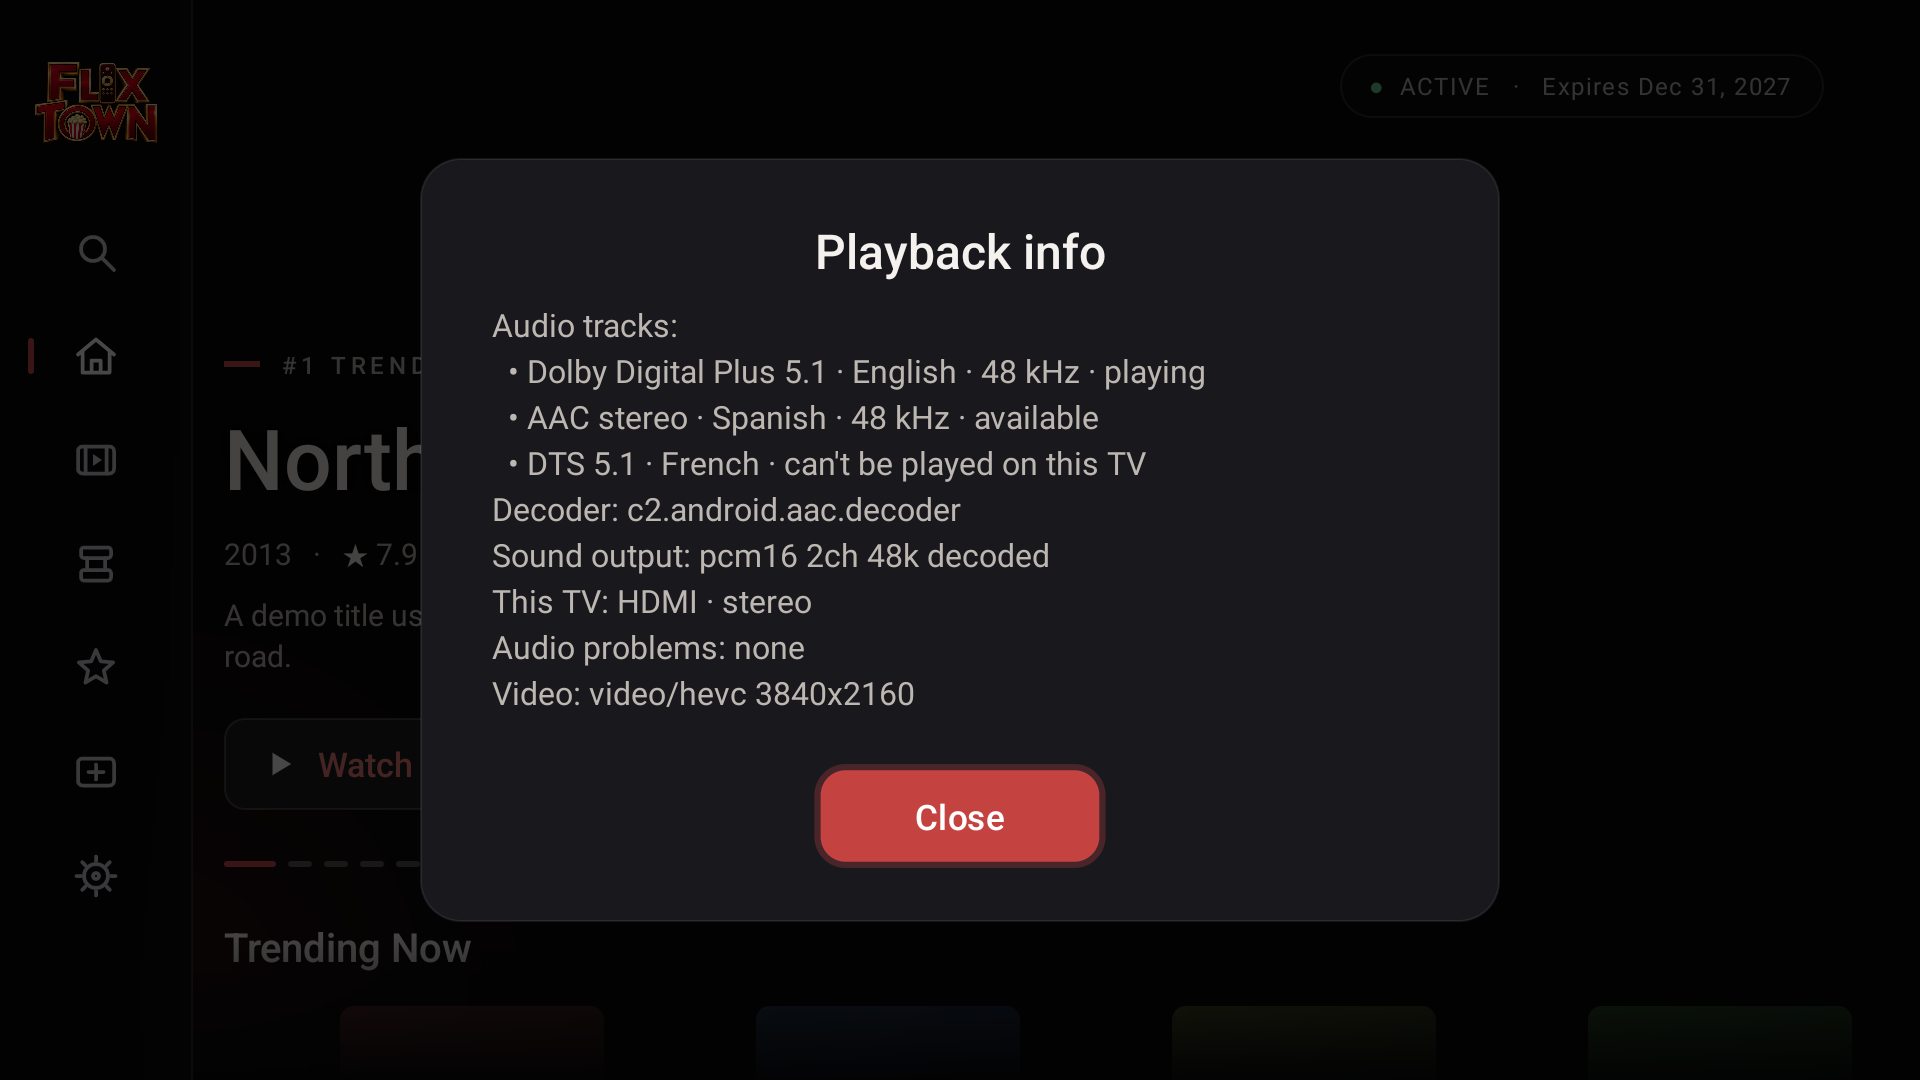 FLIX
TOWN
ACTIVE · Expires Dec 31, 2027
Playback info
Audio tracks:
• Dolby Digital Plus 5.1 · English · 48 kHz · playing
• AAC stereo · Spanish · 48 kHz · available
• DTS 5.1 · French · can't be played on this TV
Decoder: c2.android.aac.decoder
Sound output: pcm16 2ch 48k decoded
This TV: HDMI · stereo
Audio problems: none
Video: video/hevc 3840x2160
Close
#1 TREND
North
2013 · ★ 7.9
A demo title us
road.
Watch
Trending Now